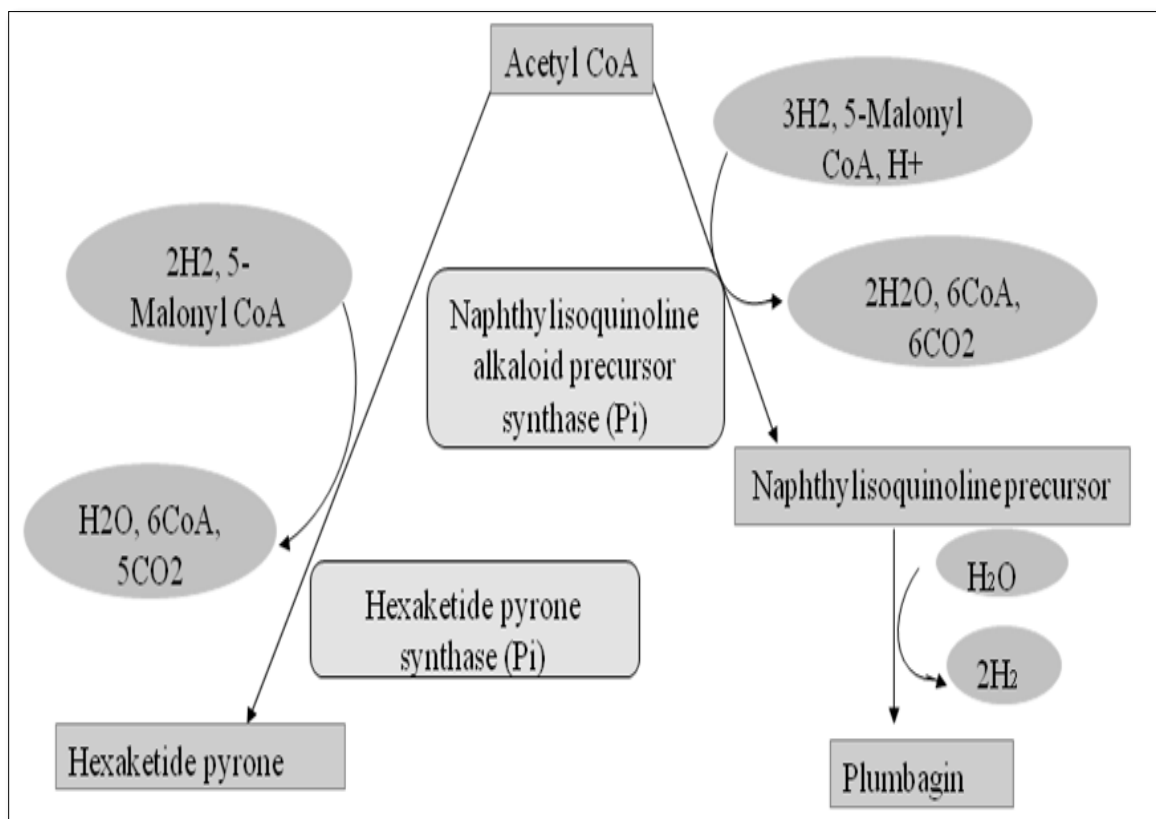 Acetyl CoA
3H2, 5-Malonyl
CoA, H+
2H2, 5-
Malonyl CoA
Naphthylisoquinoline
alkaloid precursor
synthase (Pi)
2H2O, 6CoA,
6CO2
Naphthylisoquinoline precursor
H2O, 6CoA,
5CO2
H₂O
Hexaketide pyrone
synthase (Pi)
2H₂
Hexaketide pyrone
Plumbagin